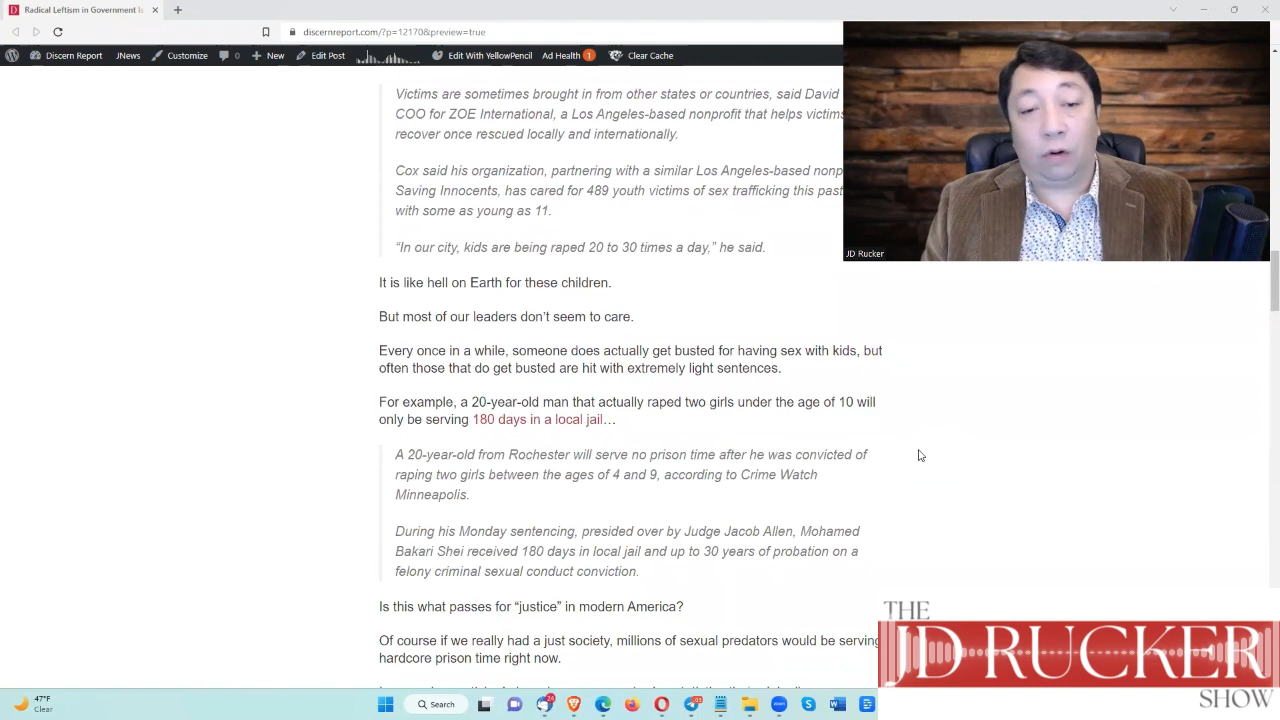 Radical Leftism in Government Is
discernreport.com/?p=12170&preview=true
Discern Report JNews Customize 0 New Edit Post Edit With YellowPencil Ad Health 1 Clear Cache
Victims are sometimes brought in from other states or countries, said David
COO for ZOE International, a Los Angeles-based nonprofit that helps victims
recover once rescued locally and internationally.
Cox said his organization, partnering with a similar Los Angeles-based nonp
Saving Innocents, has cared for 489 youth victims of sex trafficking this past
with some as young as 11.
“In our city, kids are being raped 20 to 30 times a day,” he said.
JD Rucker
It is like hell on Earth for these children.
But most of our leaders don’t seem to care.
Every once in a while, someone does actually get busted for having sex with kids, but
often those that do get busted are hit with extremely light sentences.
For example, a 20-year-old man that actually raped two girls under the age of 10 will
only be serving 180 days in a local jail…
A 20-year-old from Rochester will serve no prison time after he was convicted of
raping two girls between the ages of 4 and 9, according to Crime Watch
Minneapolis.
During his Monday sentencing, presided over by Judge Jacob Allen, Mohamed
Bakari Shei received 180 days in local jail and up to 30 years of probation on a
felony criminal sexual conduct conviction.
Is this what passes for “justice” in modern America?
Of course if we really had a just society, millions of sexual predators would be serving
hardcore prison time right now.
THE
JD RUCKER
SHOW
47°F
Clear
Search
24